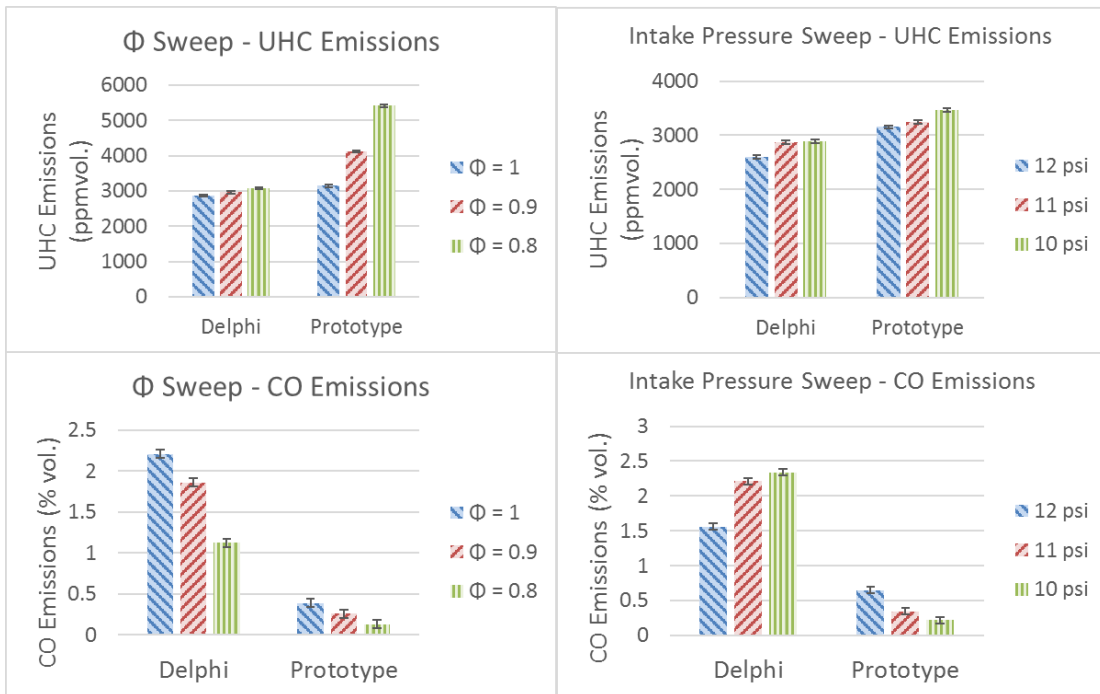 Φ Sweep - UHC Emissions
UHC Emissions
(ppmvol.)
6000
5000
4000
3000
2000
1000
0
Delphi
Prototype
Φ = 1
Φ = 0.9
Φ = 0.8
Intake Pressure Sweep - UHC Emissions
UHC Emissions
(ppmvol.)
4000
3000
2000
1000
0
Delphi
Prototype
12 psi
11 psi
10 psi
Φ Sweep - CO Emissions
CO Emissions (% vol.)
2.5
2
1.5
1
0.5
0
Delphi
Prototype
Φ = 1
Φ = 0.9
Φ = 0.8
Intake Pressure Sweep - CO Emissions
CO Emissions (% vol.)
3
2.5
2
1.5
1
0.5
0
Delphi
Prototype
12 psi
11 psi
10 psi